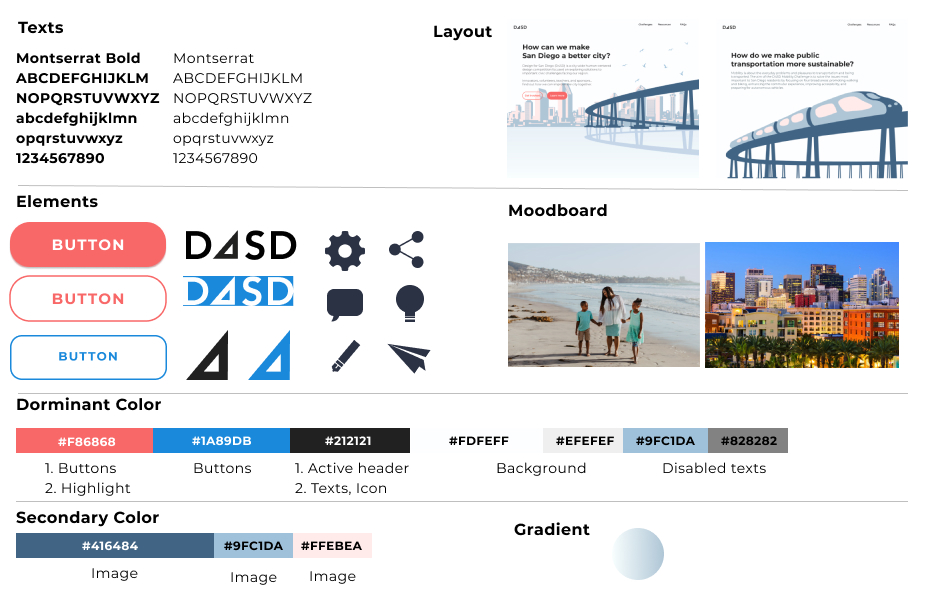 Texts
Montserrat Bold
ABCDEFGHIJKLM
NOPQRSTUVWXYZ
abcdefghijklmn
opqrstuvwxyz
1234567890
Montserrat
ABCDEFGHIJKLM
NOPQRSTUVWXYZ
abcdefghijklmn
opqrstuvwxyz
1234567890
Layout
DASD
Challenges Resources FAQs
How can we make
San Diego a better city?
DASD
Challenges Resources FAQs
How do we make public
transportation more sustainable?
Elements
BUTTON
BUTTON
BUTTON
DASD
DASD
Moodboard
Dorminant Color
#F86868
#1A89DB
#212121
#FDFEFF
#EFEFEF
#9FC1DA
#828282
1. Buttons
2. Highlight
Buttons
1. Active header
2. Texts, Icon
Background
Disabled texts
Secondary Color
#416484
#9FC1DA
#FFEBEA
Image
Image
Image
Gradient